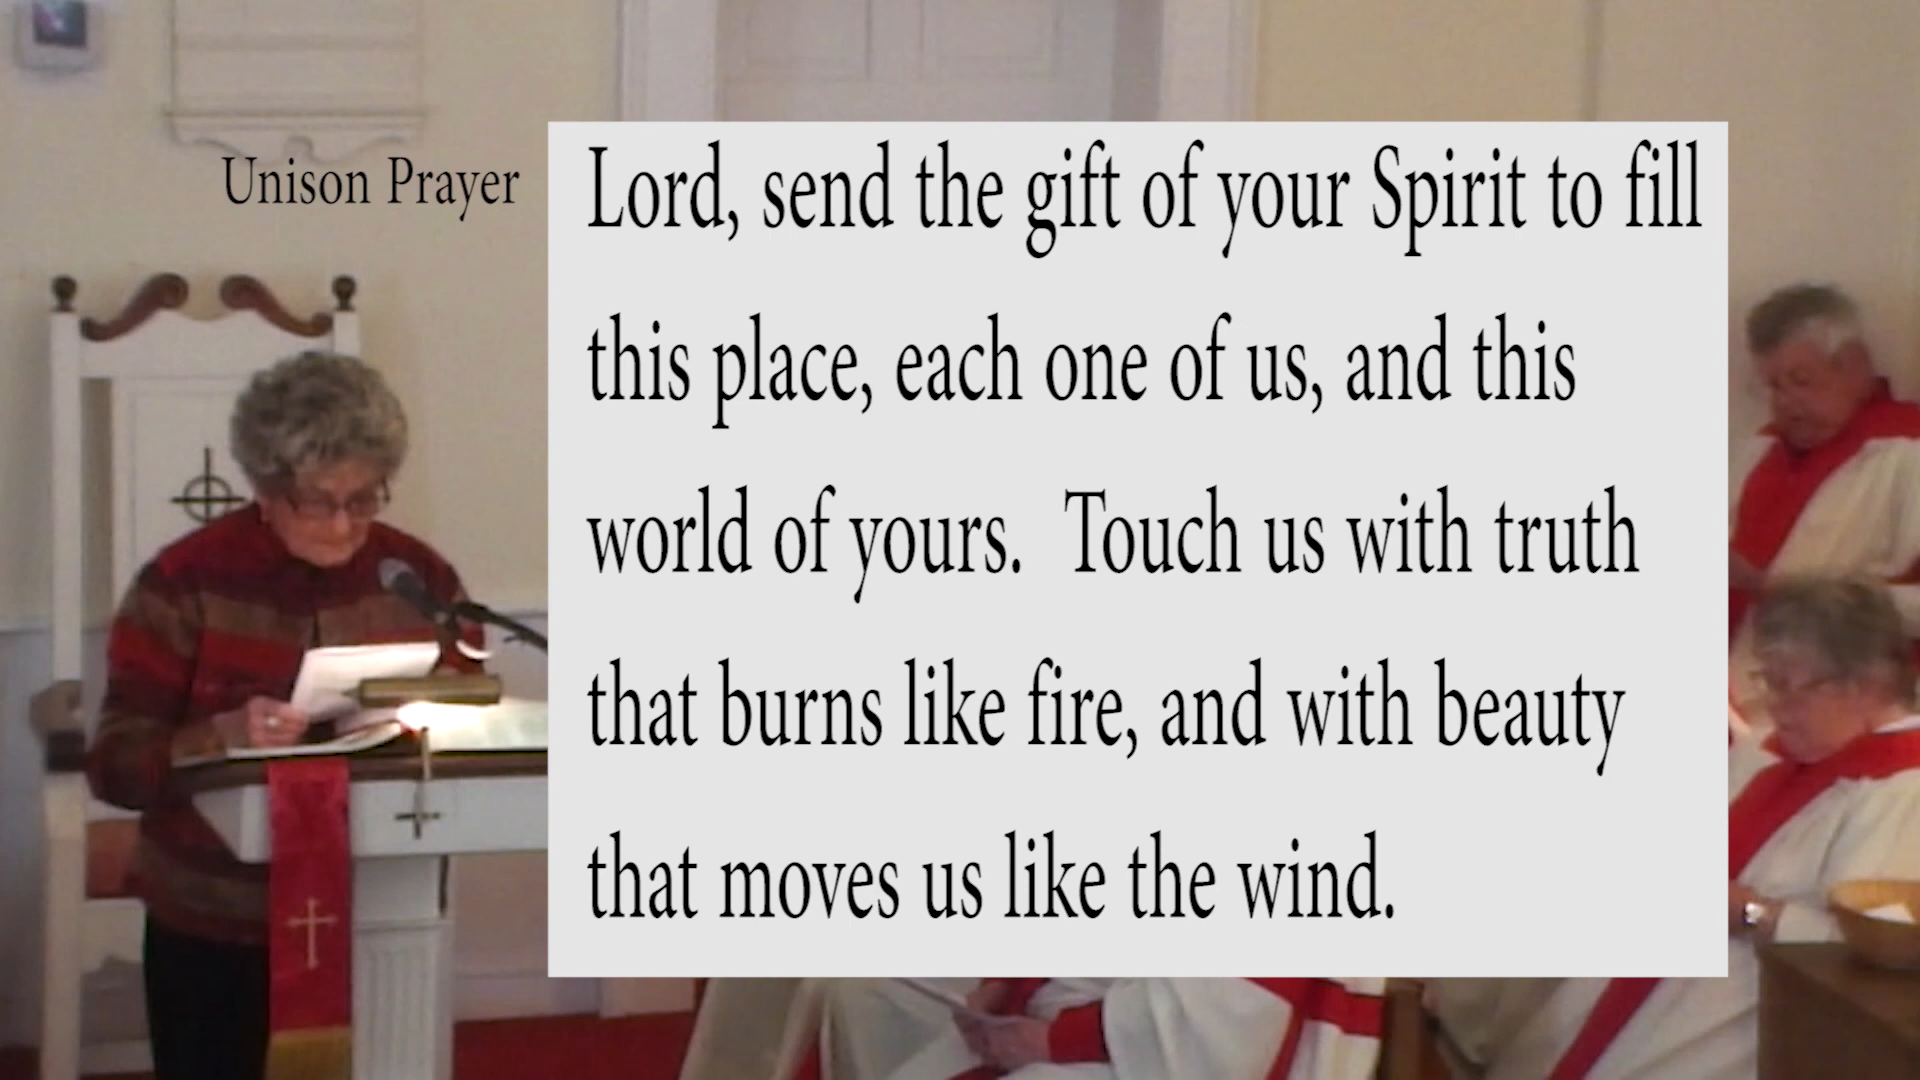 Unison Prayer
Lord, send the gift of your Spirit to fill
this place, each one of us, and this
world of yours.  Touch us with truth
that burns like fire, and with beauty
that moves us like the wind.